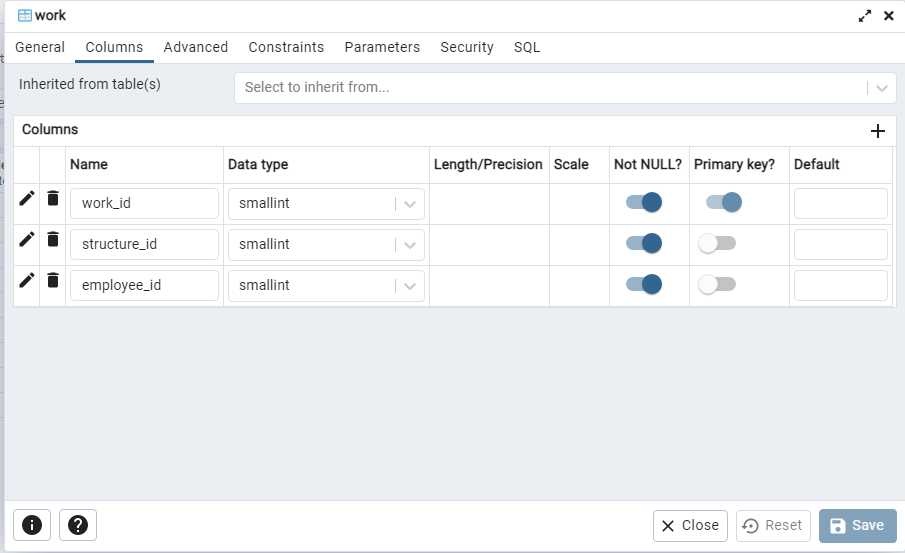 work
General Columns Advanced Constraints Parameters Security SQL
Inherited from table(s) Select to inherit from...
Columns
Name Data type Length/Precision Scale Not NULL? Primary key? Default
work_id smallint
structure_id smallint
employee_id smallint
Close Reset Save